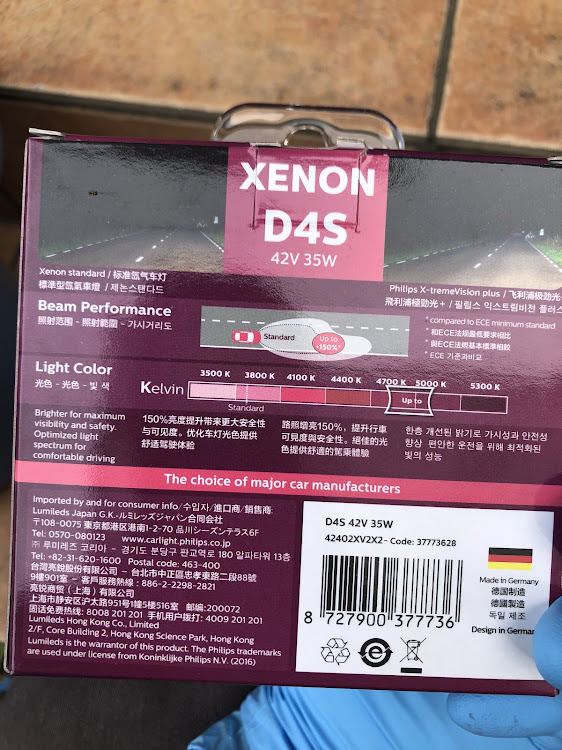 XENON
D4S
42V 35W
Xenon standard / 标准氙气车灯
標準型氙氣車燈 / 제논스탠다드
Philips X-tremeVision plus / 飞利浦极劲光+
飛利浦極勁光+ / 필립스 익스트림비전 플러스
Beam Performance
照射范围 - 照射範圍 - 가시거리도
Standard
Up to
+150%*
* compared to ECE minimum standard
* 和ECE法规最低要求相比
* 與ECE法規基本標準相較
* ECE 기준과비교
Light Color
光色 - 光色 - 빛 색
Kelvin
3500 K 3800 K 4100 K 4300 K 4700 K 5000 K 5300 K
Standard
Up to
Brighter for maximum
visibility and safety.
Optimized light
spectrum for
comfortable driving
150%亮度提升带来更大安全性
与可见度。优化车灯光色提供
舒适驾驶体验
路照增亮150%，提升行車
可見度與安全性。絕佳的光
色提供舒適的駕乘體驗
한층 개선된 밝기로 가시성과 안전성
향상 편안한 운전을 위해 최적화된
빛의 성능
The choice of major car manufacturers
Imported by and for consumer info/수입자/進口商/銷售商:
Lumileds Japan G.K.-ルミレッズジャパン合同会社
〒108-0075 東京都港区港南1-2-70 品川シーズンテラス6F
Tel: 0570-080123 www.carlight.philips.co.jp
㈜ 루미레즈 코리아 - 경기도 분당구 판교역로 180 알파타워 13층
Tel: +82-31-620-1600 Postal code: 463-400
台灣亮銳股份有限公司 - 台北市中正區忠孝東路二段88號
9樓901室 - 客戶服務熱線 : 886-2-2298-2821
亮锐商贸（上海）有限公司
上海市静安区沪太路951号1幢5楼516室 邮编:200072
固话免费热线: 8008 201 201 手机用户拨打: 4009 201 201
Lumileds Hong Kong Co., Limited
2/F, Core Building 2, Hong Kong Science Park, Hong Kong
Lumileds is the warrantor of this product. The Philips trademarks
are used under license from Koninklijke Philips N.V. (2016)
D4S 42V 35W
42402XV2X2 - Code: 37773628
8 727900 377736
Made in Germany
德国制造
德國製造
독일 제조
Design in German